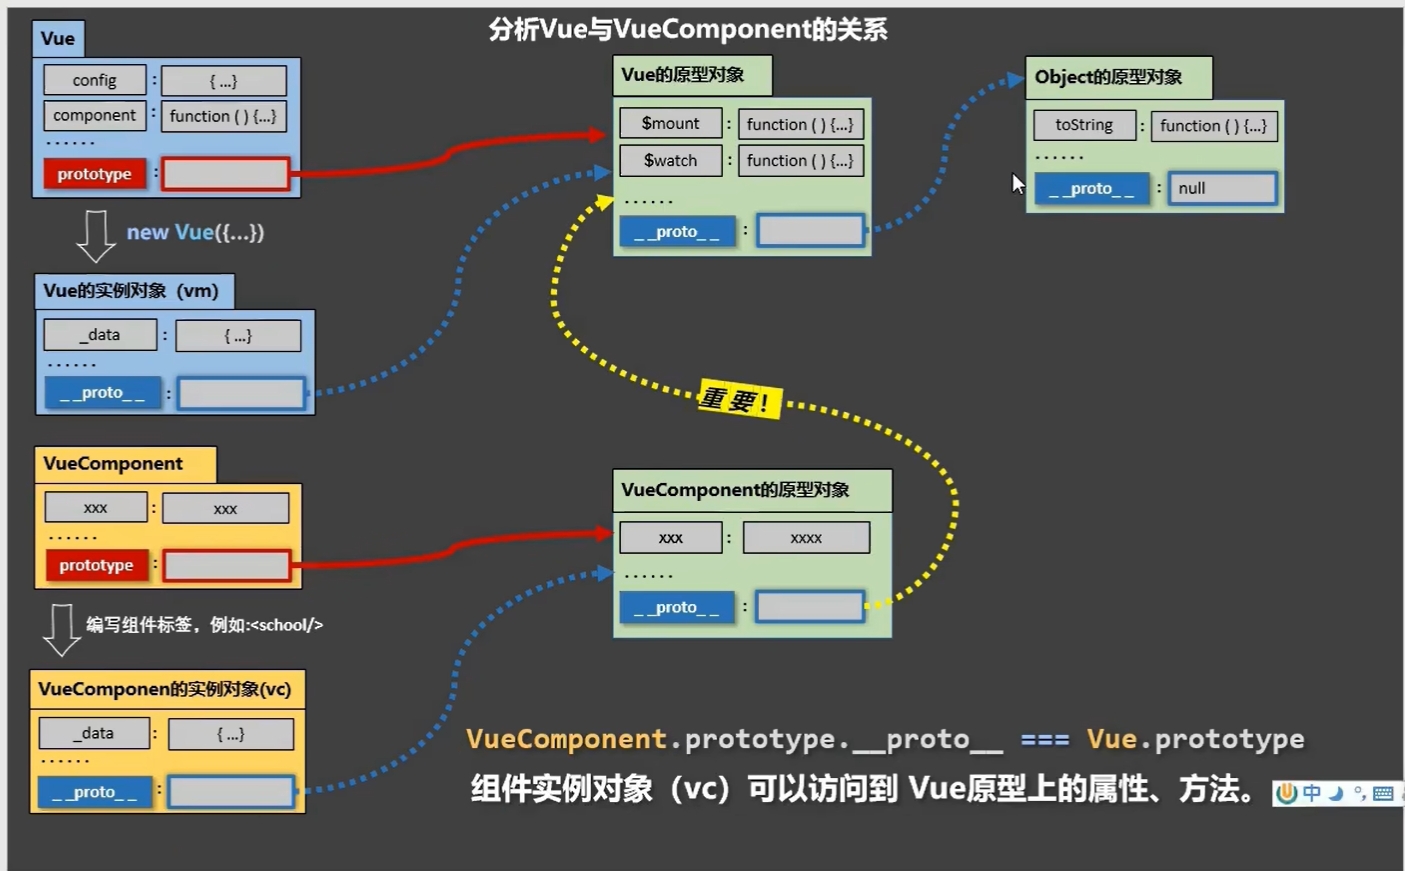 分析Vue与VueComponent的关系
Vue
config : { ...}
component : function ( ) {...}
......
prototype :
new Vue({...})
Vue的实例对象 (vm)
_data : { ...}
......
_ _proto_ _ :
VueComponent
xxx : xxx
......
prototype :
编写组件标签，例如:<school/>
VueComponen的实例对象(vc)
_data : { ...}
......
_ _proto_ _ :
Vue的原型对象
$mount : function ( ) {...}
$watch : function ( ) {...}
......
_ _proto_ _ :
Object的原型对象
toString : function ( ) {...}
......
_ _proto_ _ : null
重要！
VueComponent的原型对象
xxx : xxxx
......
_ _proto_ _ :
VueComponent.prototype.__proto__ === Vue.prototype
组件实例对象（vc）可以访问到 Vue原型上的属性、方法。
中